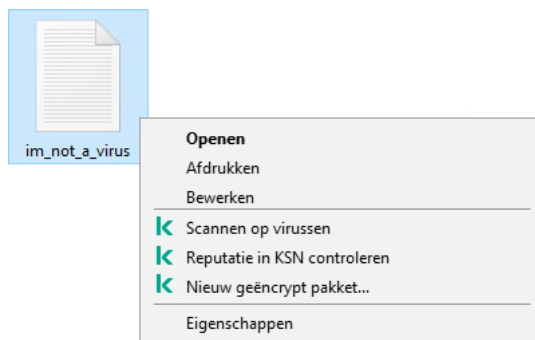 im_not_a_virus
Openen
Afdrukken
Bewerken
Scannen op virussen
Reputatie in KSN controleren
Nieuw geëncrypt pakket...
Eigenschappen